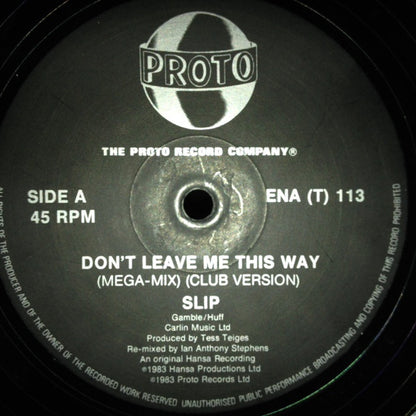 PROTO
THE PROTO RECORD COMPANY®
SIDE A
45 RPM
ENA (T) 113
DON'T LEAVE ME THIS WAY
(MEGA-MIX) (CLUB VERSION)
SLIP
Gamble/Huff
Carlin Music Ltd
Produced by Tess Teiges
Re-mixed by Ian Anthony Stephens
An original Hansa Recording
℗1983 Hansa Productions Ltd
©1983 Proto Records Ltd
ALL RIGHTS OF THE PRODUCER AND OF THE OWNER OF THE RECORDED WORK RESERVED UNAUTHORISED PUBLIC PERFORMANCE BROADCASTING AND COPYING OF THIS RECORD PROHIBITED